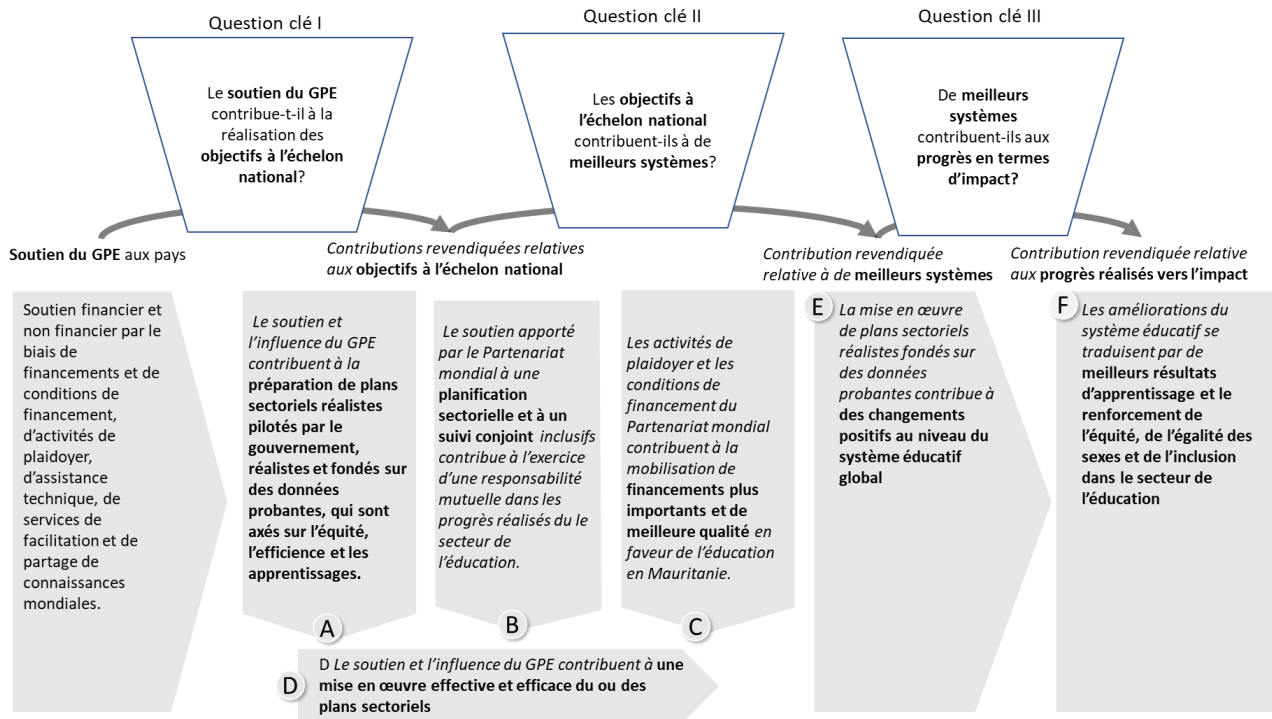 Question clé I
Le soutien du GPE
contribue-t-il à la
réalisation des
objectifs à l’échelon
national?
Question clé II
Les objectifs à
l’échelon national
contribuent-ils à de
meilleurs systèmes?
Question clé III
De meilleurs
systèmes
contribuent-ils aux
progrès en termes
d’impact?
Soutien du GPE aux pays
Contributions revendiquées relatives
aux objectifs à l’échelon national
Contribution revendiquée
relative à de meilleurs systèmes
Contribution revendiquée relative
aux progrès réalisés vers l’impact
Soutien financier et
non financier par le
biais de
financements et de
conditions de
financement,
d’activités de
plaidoyer,
d’assistance
technique, de
services de
facilitation et de
partage de
connaissances
mondiales.
Le soutien et
l’influence du GPE
contribuent à la
préparation de plans
sectoriels réalistes
pilotés par le
gouvernement,
réalistes et fondés sur
des données
probantes, qui sont
axés sur l’équité,
l’efficience et les
apprentissages.
A
Le soutien apporté
par le Partenariat
mondial à une
planification
sectorielle et à un
suivi conjoint inclusifs
contribue à l’exercice
d’une responsabilité
mutuelle dans les
progrès réalisés du le
secteur de
l’éducation.
B
Les activités de
plaidoyer et les
conditions de
financement du
Partenariat mondial
contribuent à la
mobilisation de
financements plus
importants et de
meilleure qualité en
faveur de l’éducation
en Mauritanie.
C
D
D Le soutien et l’influence du GPE contribuent à une
mise en œuvre effective et efficace du ou des
plans sectoriels
E
La mise en œuvre
de plans sectoriels
réalistes fondés sur
des données
probantes contribue à
des changements
positifs au niveau du
système éducatif
global
F
Les améliorations du
système éducatif se
traduisent par de
meilleurs résultats
d’apprentissage et le
renforcement de
l’équité, de l’égalité des
sexes et de l’inclusion
dans le secteur de
l’éducation